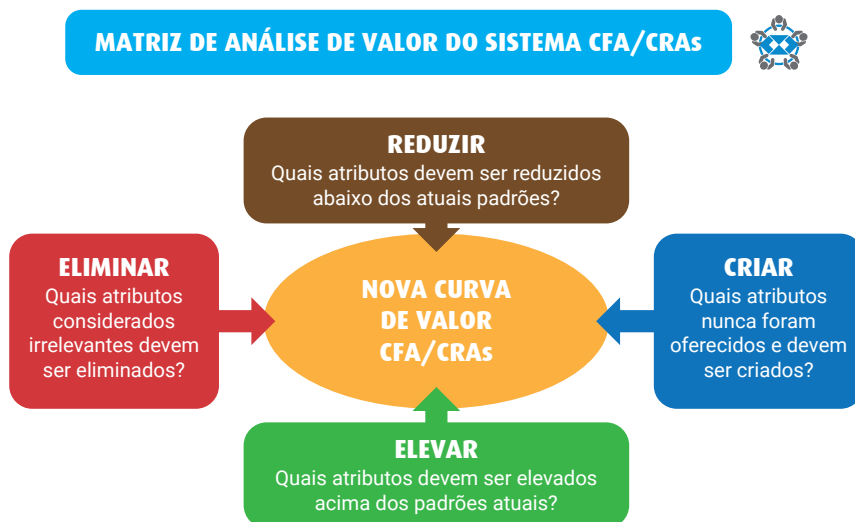 MATRIZ DE ANÁLISE DE VALOR DO SISTEMA CFA/CRAs
REDUZIR
Quais atributos devem ser reduzidos
abaixo dos atuais padrões?
ELIMINAR
Quais atributos
considerados
irrelevantes devem
ser eliminados?
NOVA CURVA
DE VALOR
CFA/CRAs
CRIAR
Quais atributos
nunca foram
oferecidos e devem
ser criados?
ELEVAR
Quais atributos devem ser elevados
acima dos padrões atuais?